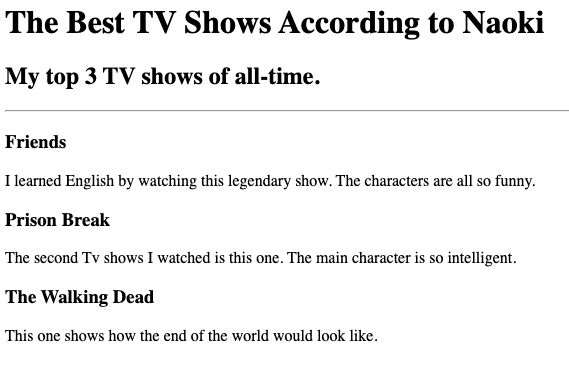 The Best TV Shows According to Naoki
My top 3 TV shows of all-time.
Friends
I learned English by watching this legendary show. The characters are all so funny.
Prison Break
The second Tv shows I watched is this one. The main character is so intelligent.
The Walking Dead
This one shows how the end of the world would look like.